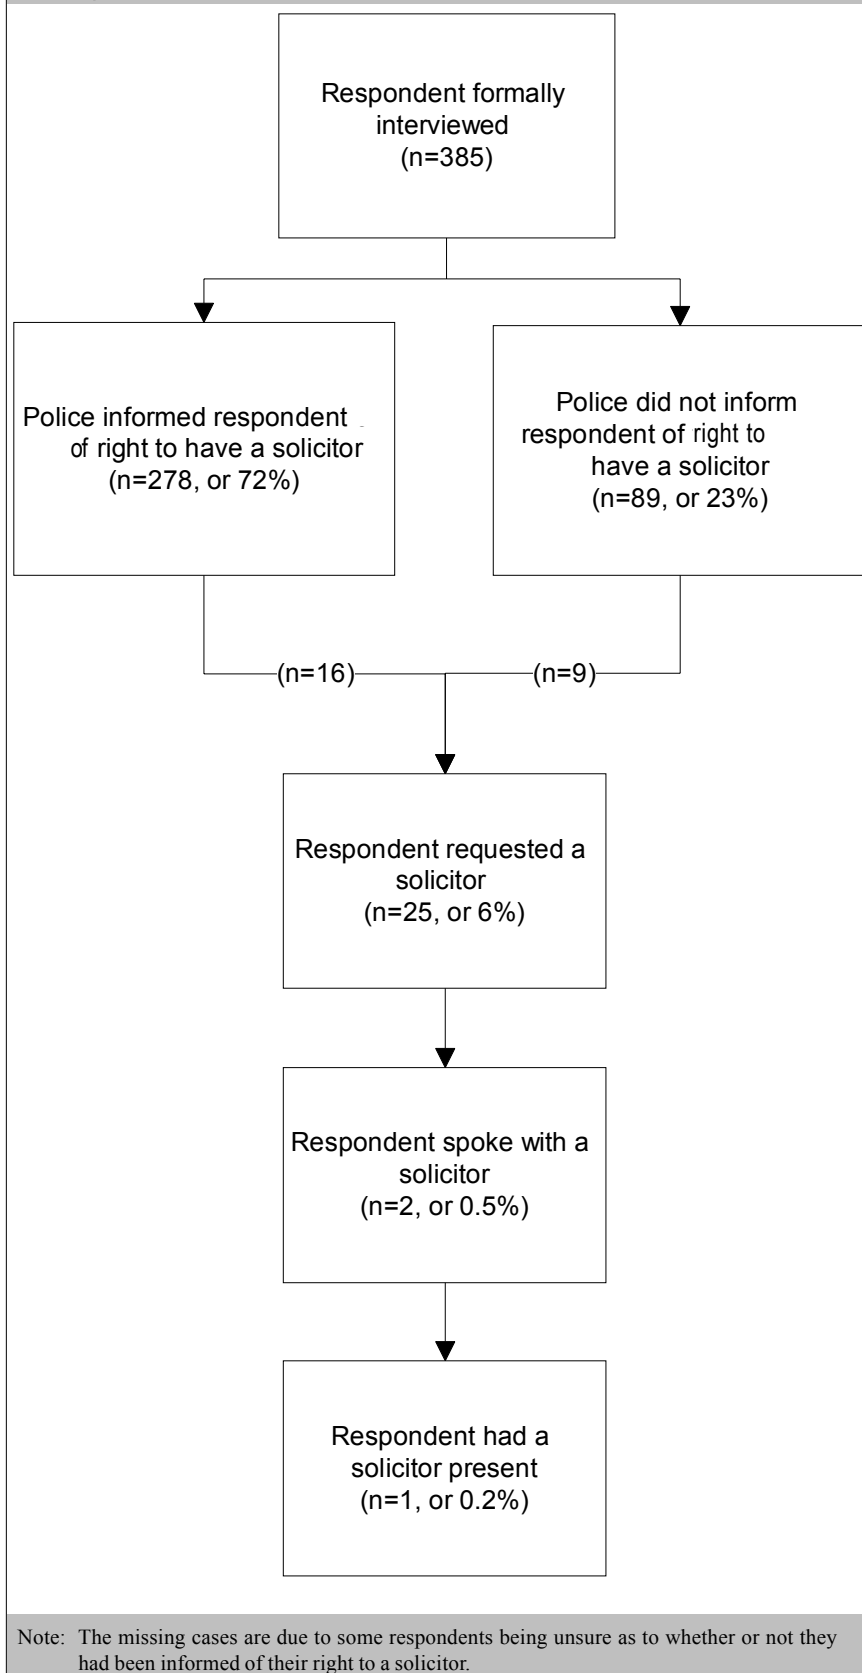 Respondent formally
interviewed
(n=385)
Police informed respondent
of right to have a solicitor
(n=278, or 72%)
Police did not inform
respondent of right to
have a solicitor
(n=89, or 23%)
(n=16)
(n=9)
Respondent requested a
solicitor
(n=25, or 6%)
Respondent spoke with a
solicitor
(n=2, or 0.5%)
Respondent had a
solicitor present
(n=1, or 0.2%)
Note: The missing cases are due to some respondents being unsure as to whether or not they
had been informed of their right to a solicitor.